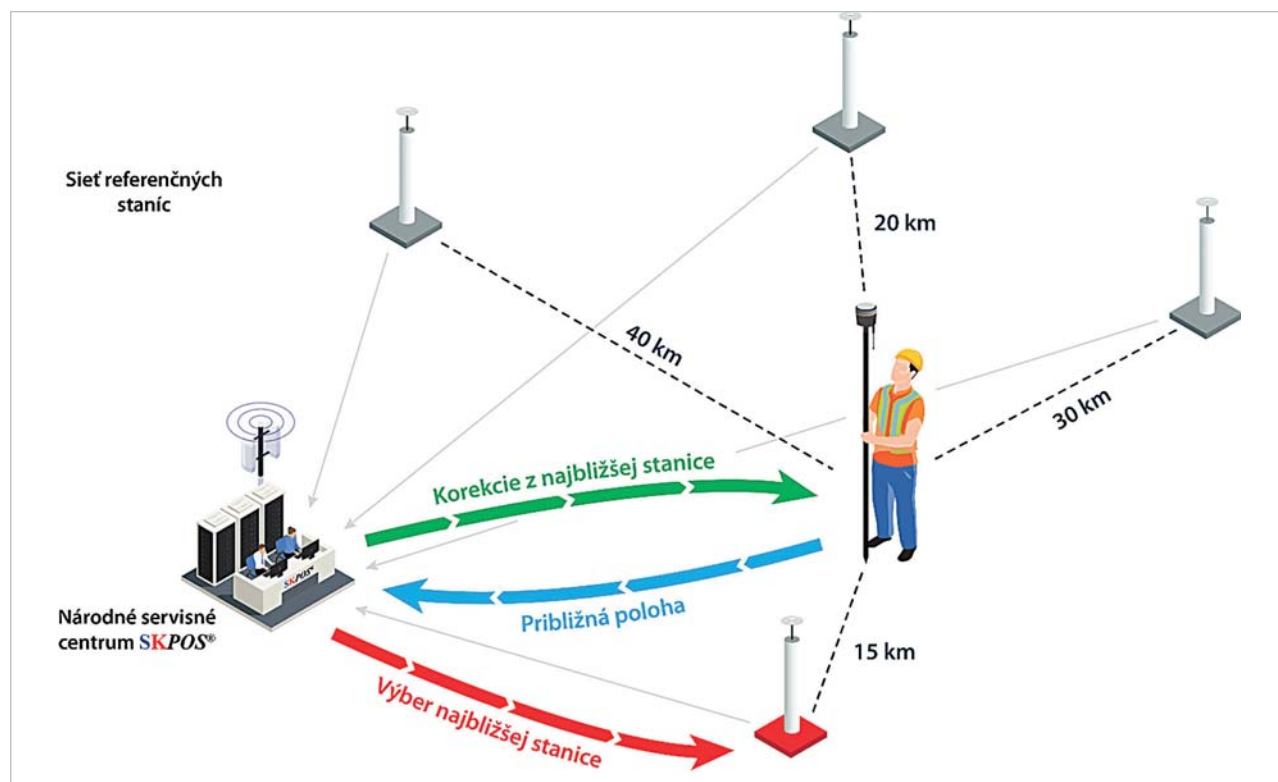 Sieť referenčných
staníc
20 km
40 km
30 km
Korekcie z najbližšej stanice
SKPOS®
Približná poloha
Národné servisné
centrum SKPOS®
15 km
Výber najbližšej stanice